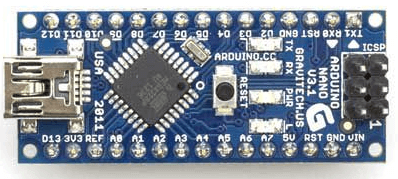 D12 D11 D10 D9 D8 D7 D6 D5 D4 D3 D2 GND RST RX0 TX1
ICSP
TX
RX
PWR
L
ARDUINO.CC
RESET
USA
2011
GRAVITECH.US
G
ARDUINO
NANO
V3.1
1
D13 3V3 REF A0 A1 A2 A3 A4 A5 A6 A7 5V RST GND VIN